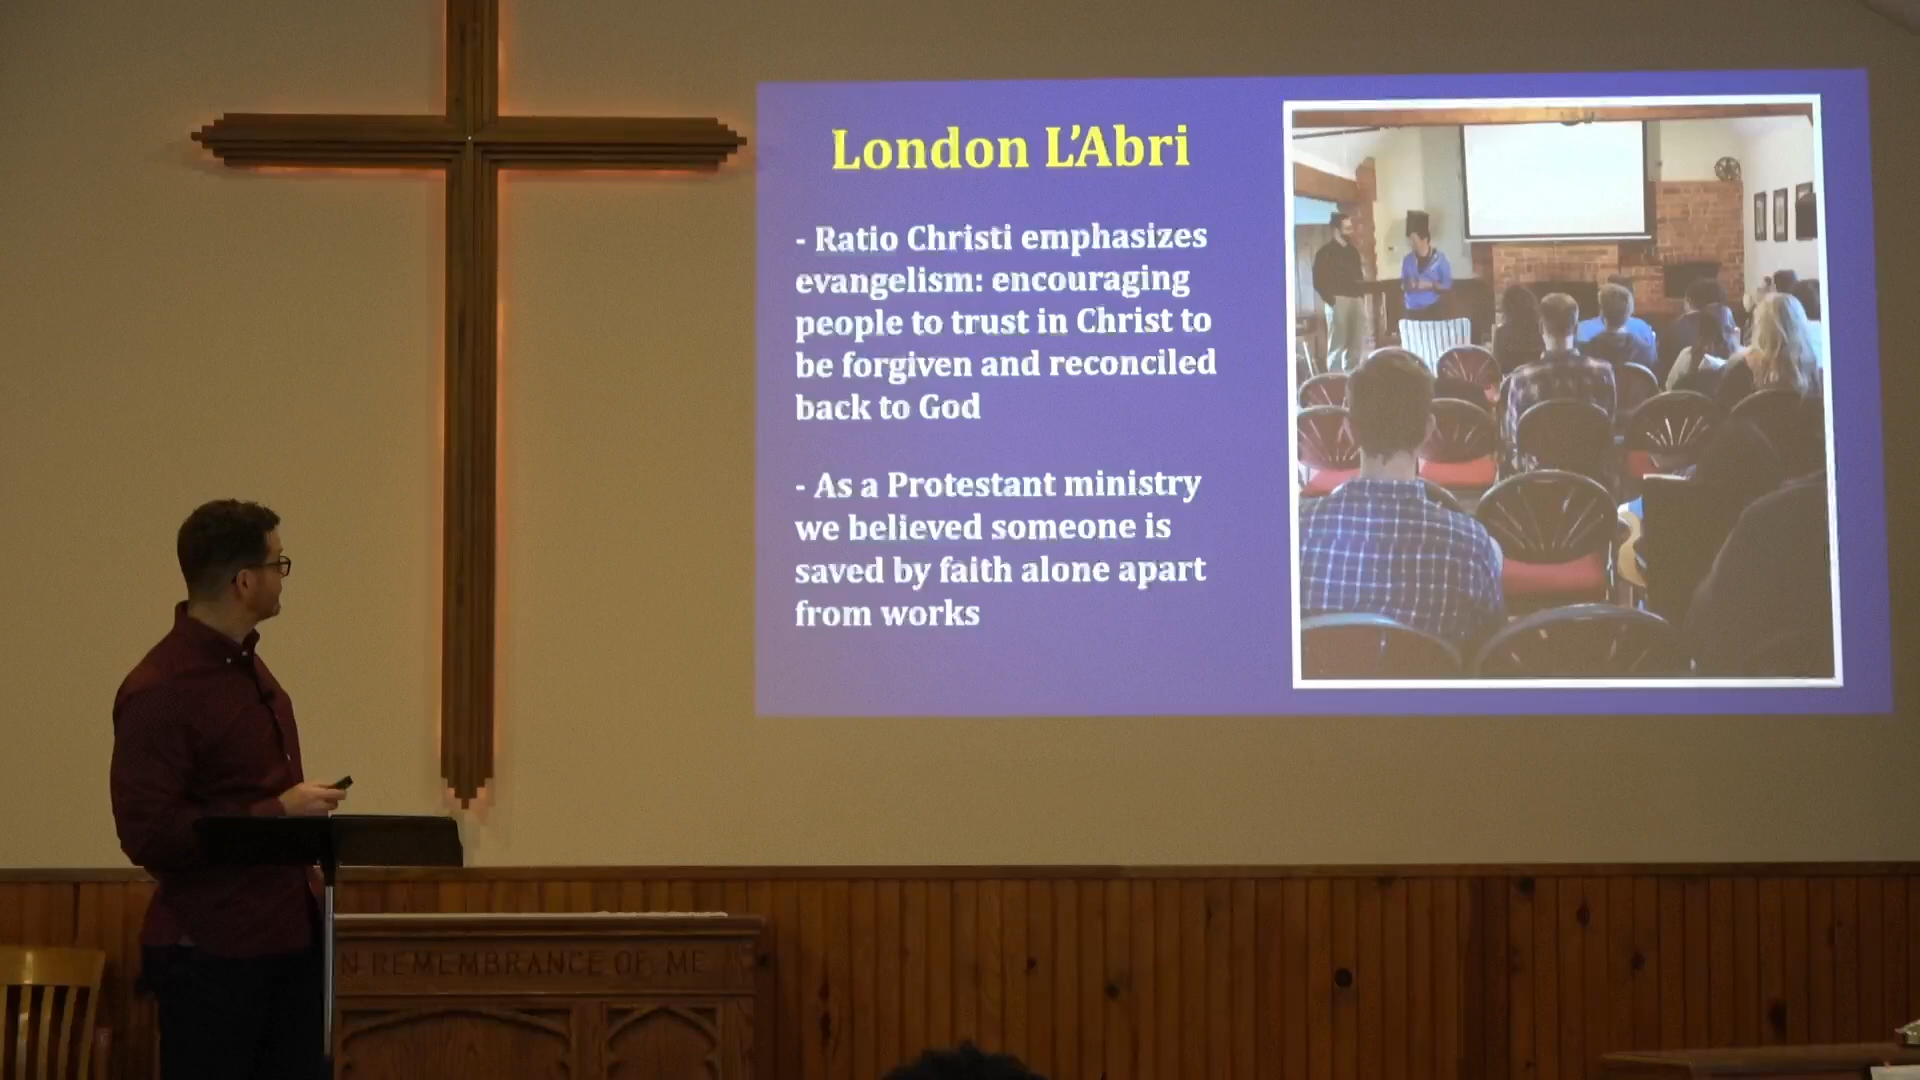 London L'Abri
- Ratio Christi emphasizes
evangelism: encouraging
people to trust in Christ to
be forgiven and reconciled
back to God
- As a Protestant ministry
we believed someone is
saved by faith alone apart
from works
N REMEMBRANCE OF ME